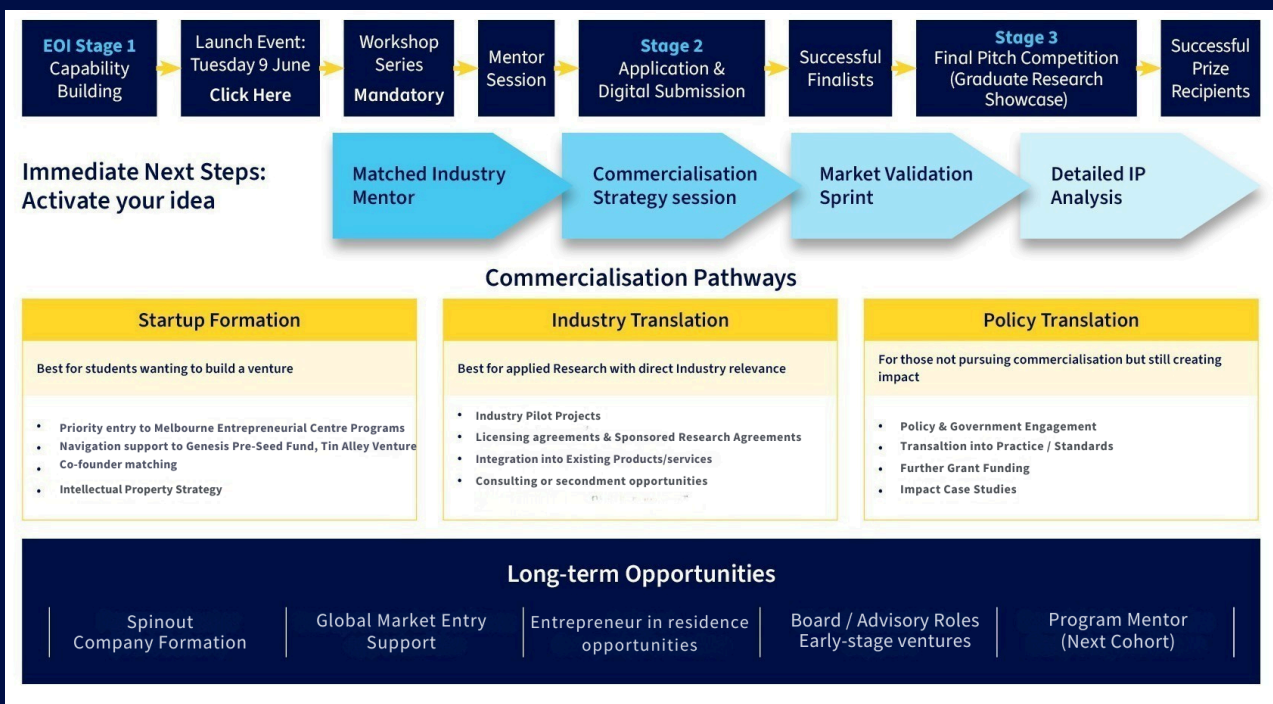 EOI Stage 1
Capability
Building
Launch Event:
Tuesday 9 June
Click Here
Workshop
Series
Mandatory
Mentor
Session
Stage 2
Application &
Digital Submission
Successful
Finalists
Stage 3
Final Pitch Competition
(Graduate Research
Showcase)
Successful
Prize
Recipients
Immediate Next Steps:
Activate your idea
Matched Industry
Mentor
Commercialisation
Strategy session
Market Validation
Sprint
Detailed IP
Analysis
Commercialisation Pathways
Startup Formation
Best for students wanting to build a venture
• Priority entry to Melbourne Entrepreneurial Centre Programs
• Navigation support to Genesis Pre-Seed Fund, Tin Alley Venture
• Co-founder matching
• Intellectual Property Strategy
Industry Translation
Best for applied Research with direct Industry relevance
• Industry Pilot Projects
• Licensing agreements & Sponsored Research Agreements
• Integration into Existing Products/services
• Consulting or secondment opportunities
Policy Translation
For those not pursuing commercialisation but still creating
impact
• Policy & Government Engagement
• Transaltion into Practice / Standards
• Further Grant Funding
• Impact Case Studies
Long-term Opportunities
Spinout
Company Formation
Global Market Entry
Support
Entrepreneur in residence
opportunities
Board / Advisory Roles
Early-stage ventures
Program Mentor
(Next Cohort)